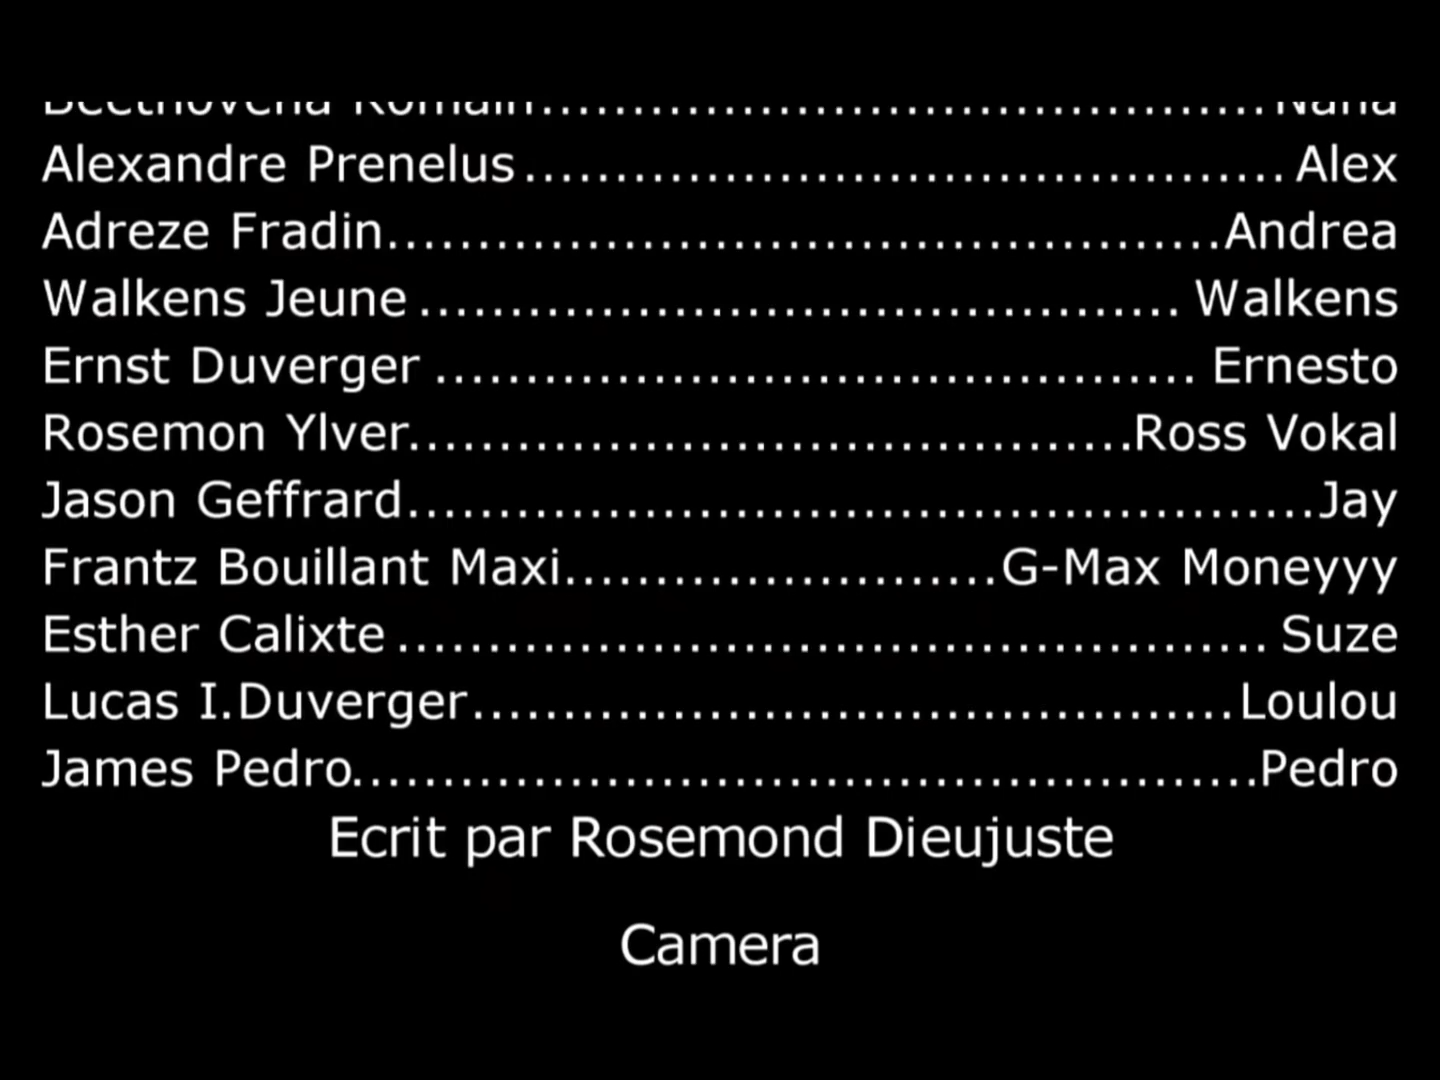 Romain............................................Nana
Alexandre Prenelus..........................................Alex
Adreze Fradin..............................................Andrea
Walkens Jeune..........................................Walkens
Ernst Duverger..........................................Ernesto
Rosemon Ylver........................................Ross Vokal
Jason Geffrard..................................................Jay
Frantz Bouillant Maxi........................G-Max Moneyyy
Esther Calixte................................................Suze
Lucas I.Duverger..........................................Loulou
James Pedro..................................................Pedro
Ecrit par Rosemond Dieujuste
Camera